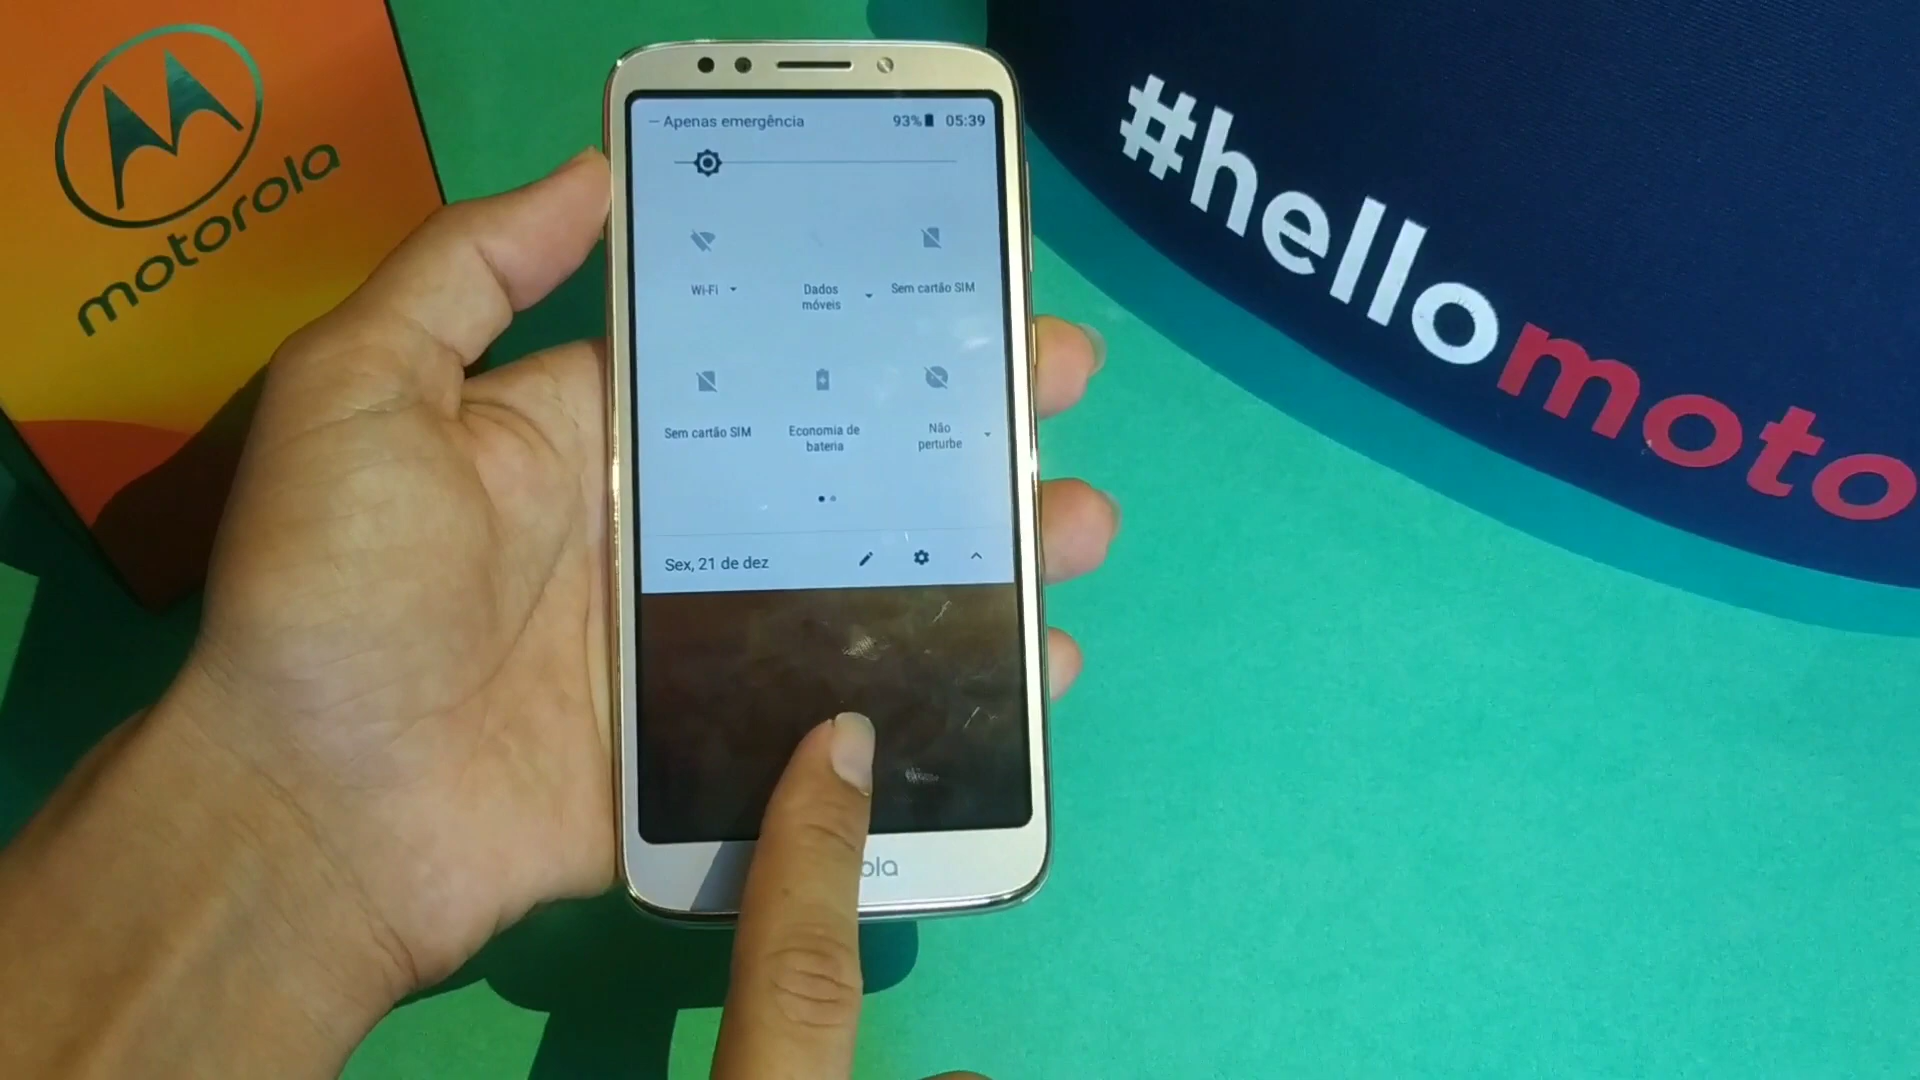 motorola
#hellomoto
– Apenas emergência 93% 05:39
Wi-Fi
Dados
móveis
Sem cartão SIM
Sem cartão SIM
Economia de
bateria
Não
perturbe
Sex, 21 de dez
ola